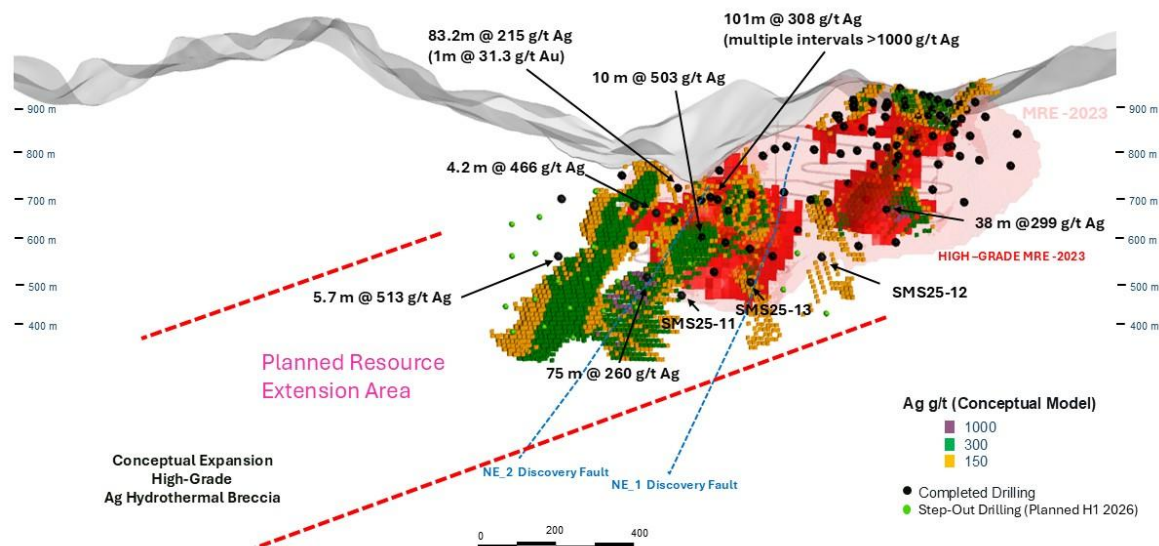 83.2m @ 215 g/t Ag
(1m @ 31.3 g/t Au)
101m @ 308 g/t Ag
(multiple intervals >1000 g/t Ag
10 m @ 503 g/t Ag
4.2 m @ 466 g/t Ag
5.7 m @ 513 g/t Ag
75 m @ 260 g/t Ag
38 m @299 g/t Ag
MRE -2023
HIGH –GRADE MRE -2023
SMS25-12
SMS25-13
SMS25-11
900 m
800 m
700 m
600 m
500 m
400 m
900 m
800 m
700 m
600 m
500 m
400 m
Planned Resource
Extension Area
Conceptual Expansion
High-Grade
Ag Hydrothermal Breccia
NE_2 Discovery Fault
NE_1 Discovery Fault
Ag g/t (Conceptual Model)
1000
300
150
Completed Drilling
Step-Out Drilling (Planned H1 2026)
0 200 400